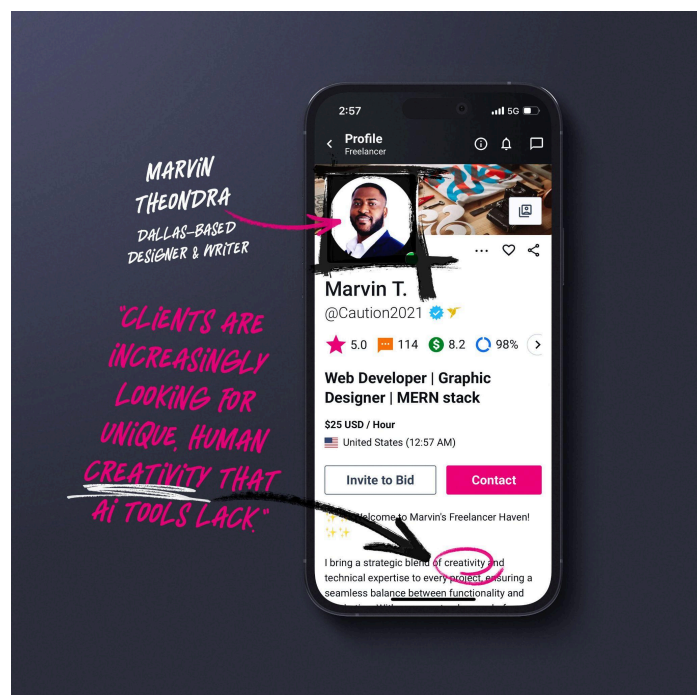 MARVIN
THEONDRA
DALLAS-BASED
DESIGNER & WRITER
"CLIENTS ARE
INCREASINGLY
LOOKING FOR
UNIQUE, HUMAN
CREATIVITY THAT
AI TOOLS LACK."
2:57
5G
Profile
Freelancer
Marvin T.
@Caution2021
5.0 114 8.2 98%
Web Developer | Graphic
Designer | MERN stack
$25 USD / Hour
United States (12:57 AM)
Invite to Bid Contact
✨✨ Welcome to Marvin's Freelancer Haven!
✨✨
I bring a strategic blend of creativity and
technical expertise to every project, ensuring a
seamless balance between functionality and